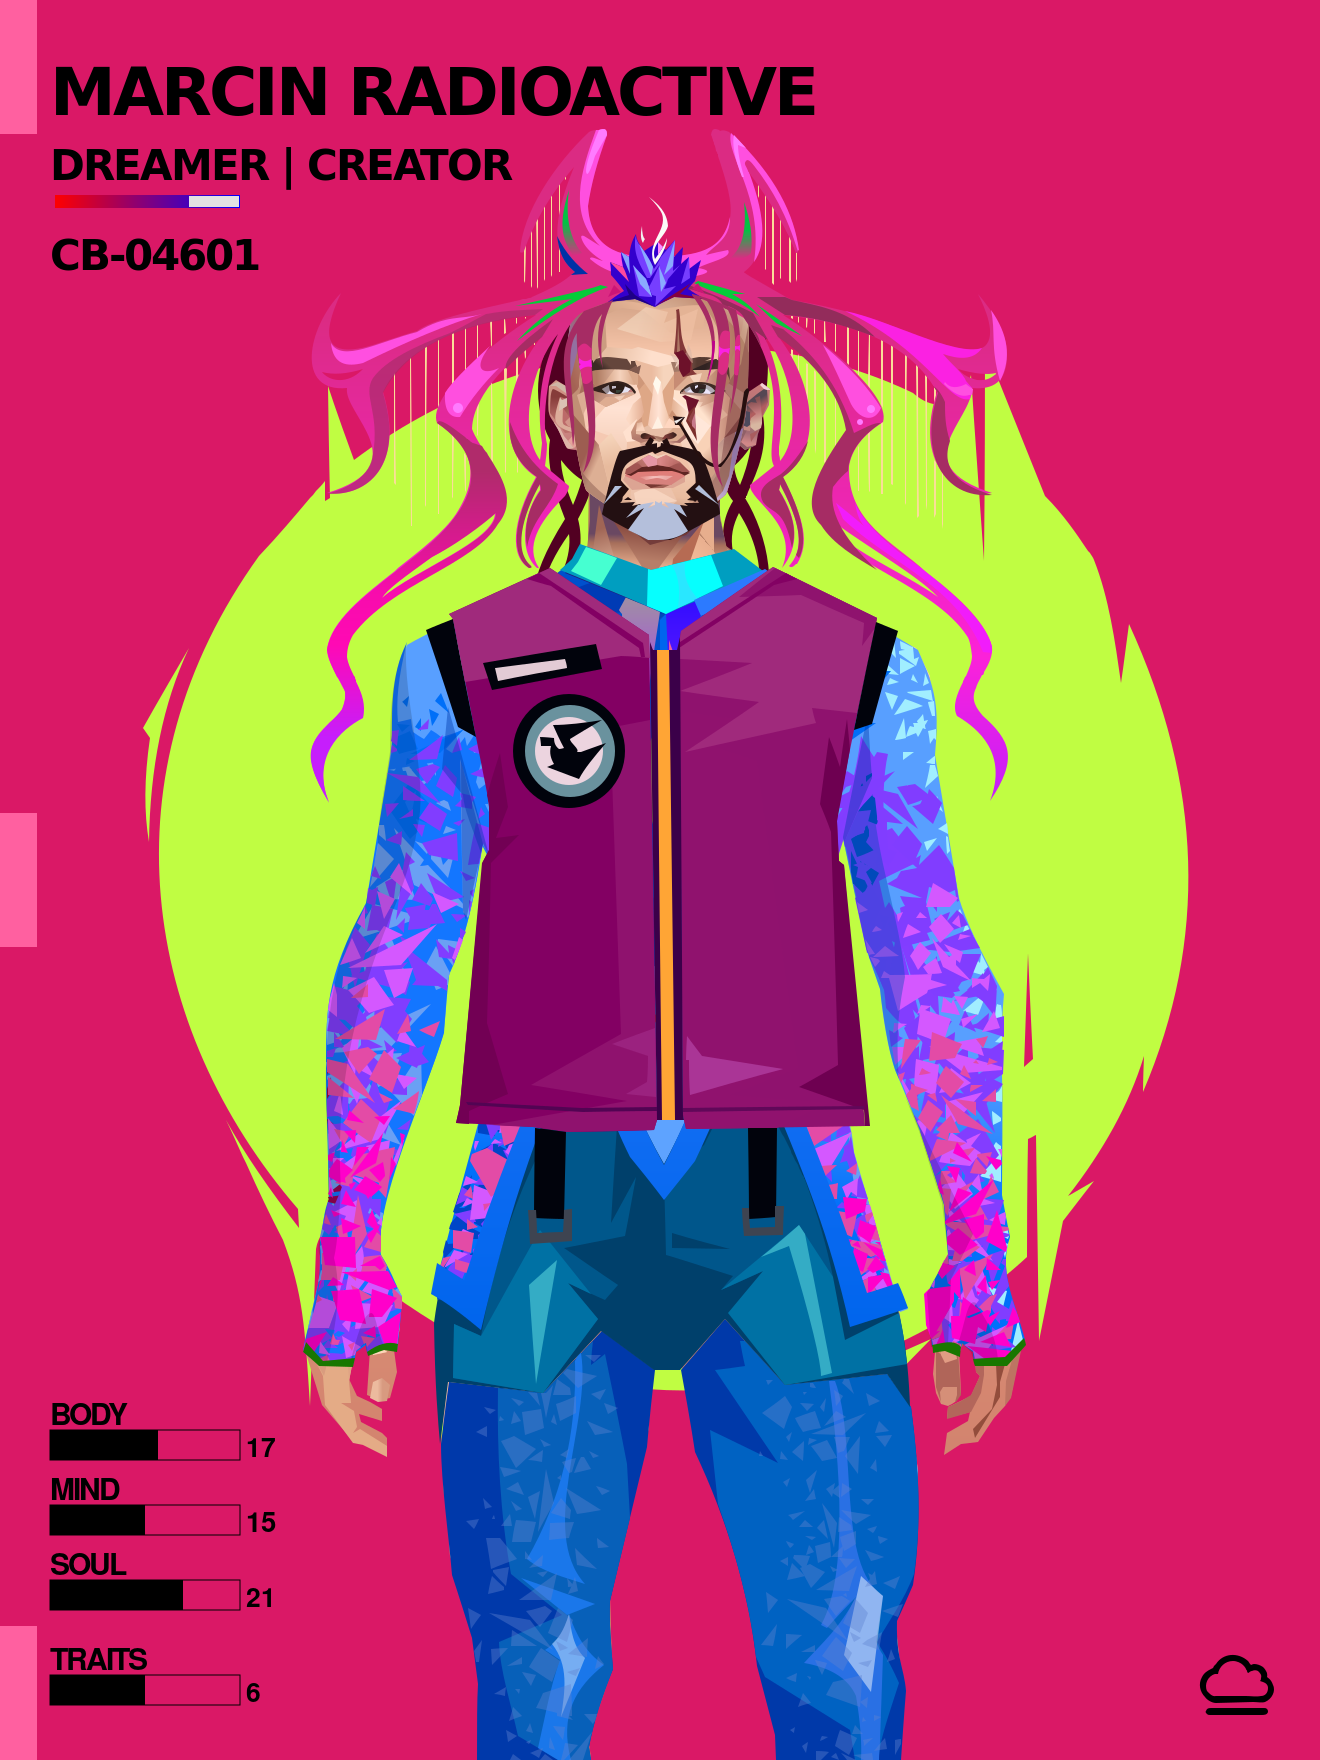 MARCIN RADIOACTIVE
DREAMER | CREATOR
CB-04601
BODY
17
MIND
15
SOUL
21
TRAITS
6